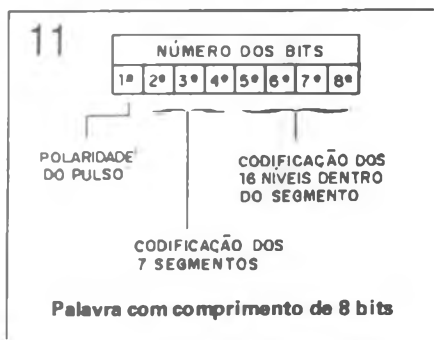 11
NÚMERO DOS BITS
1º 2º 3º 4º 5º 6º 7º 8º
POLARIDADE
DO PULSO
CODIFICAÇÃO DOS
16 NÍVEIS DENTRO
DO SEGMENTO
CODIFICAÇÃO DOS
7 SEGMENTOS
Palavra com comprimento de 8 bits